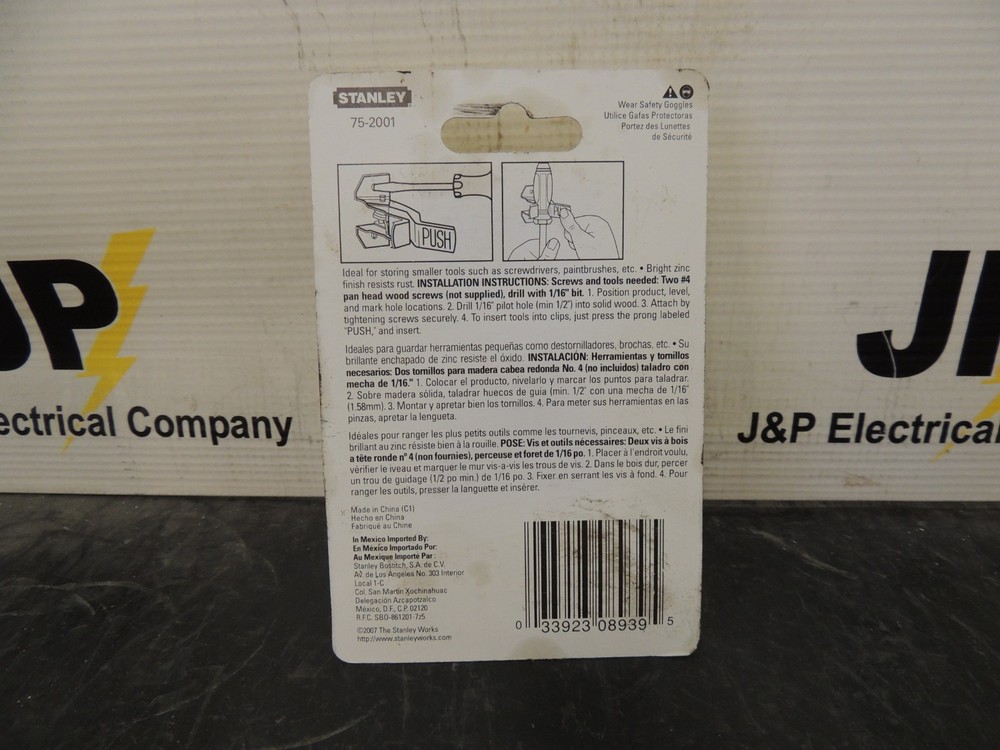 STANLEY
75-2001
Wear Safety Goggles
Utilice Gafas Protectoras
Portez des Lunettes
de Sécurité
PUSH
Ideal for storing smaller tools such as screwdrivers, paintbrushes, etc. • Bright zinc
finish resists rust. INSTALLATION INSTRUCTIONS: Screws and tools needed: Two #4
pan head wood screws (not supplied), drill with 1/16" bit. 1. Position product, level,
and mark hole locations. 2. Drill 1/16" pilot hole (min 1/2") into solid wood. 3. Attach by
tightening screws securely. 4. To insert tools into clips, just press the prong labeled
"PUSH," and insert.
Ideales para guardar herramientas pequeñas como destornilladores, brochas, etc. • Su
brillante enchapado de zinc resiste el óxido. INSTALACIÓN: Herramientas y tornillos
necesarios: Dos tornillos para madera cabea redonda No. 4 (no incluidos) taladro con
mecha de 1/16." 1. Colocar el producto, nivelarlo y marcar los puntos para taladrar.
2. Sobre madera sólida, taladrar huecos de guia (min. 1/2" con una mecha de 1/16"
(1.58mm). 3. Montar y apretar bien los tornillos. 4. Para meter sus herramientas en las
pinzas, apretar la lengueta.
Idéales pour ranger les plus petits outils comme les tournevis, pinceaux, etc. • Le fini
brillant au zinc résiste bien à la rouille. POSE: Vis et outils nécessaires: Deux vis à bois
a tête ronde n° 4 (non fournies), perceuse et foret de 1/16 po. 1. Placer à l'endroit voulu,
vérifier le iveau et marquer le mur vis-a-vis les trous de vis. 2. Dans le bois dur, percer
un trou de guidage (1/2 po min.) de 1/16 po. 3. Fixer en serrant les vis à fond. 4. Pour
ranger les outils, presser la languette et insérer.
Made in China (C1)
Hecho en China
Fabriqué au Chine
In Mexico Imported By:
En México Importado Por:
Au Mexique Importé Par :
Stanley Bostitch, S.A. de C.V.
Av. de Los Angeles No. 303 Interior
Local 1-C
Col. San Martin Xochinahuac
Delegación Azcapotzalco
México, D.F., C.P. 02120
R.F.C. SBO-861201-7z5
©2007 The Stanley Works
http://www.stanleyworks.com
0 33923 08939 5
JP
ectrical Company
J
J&P Electrical